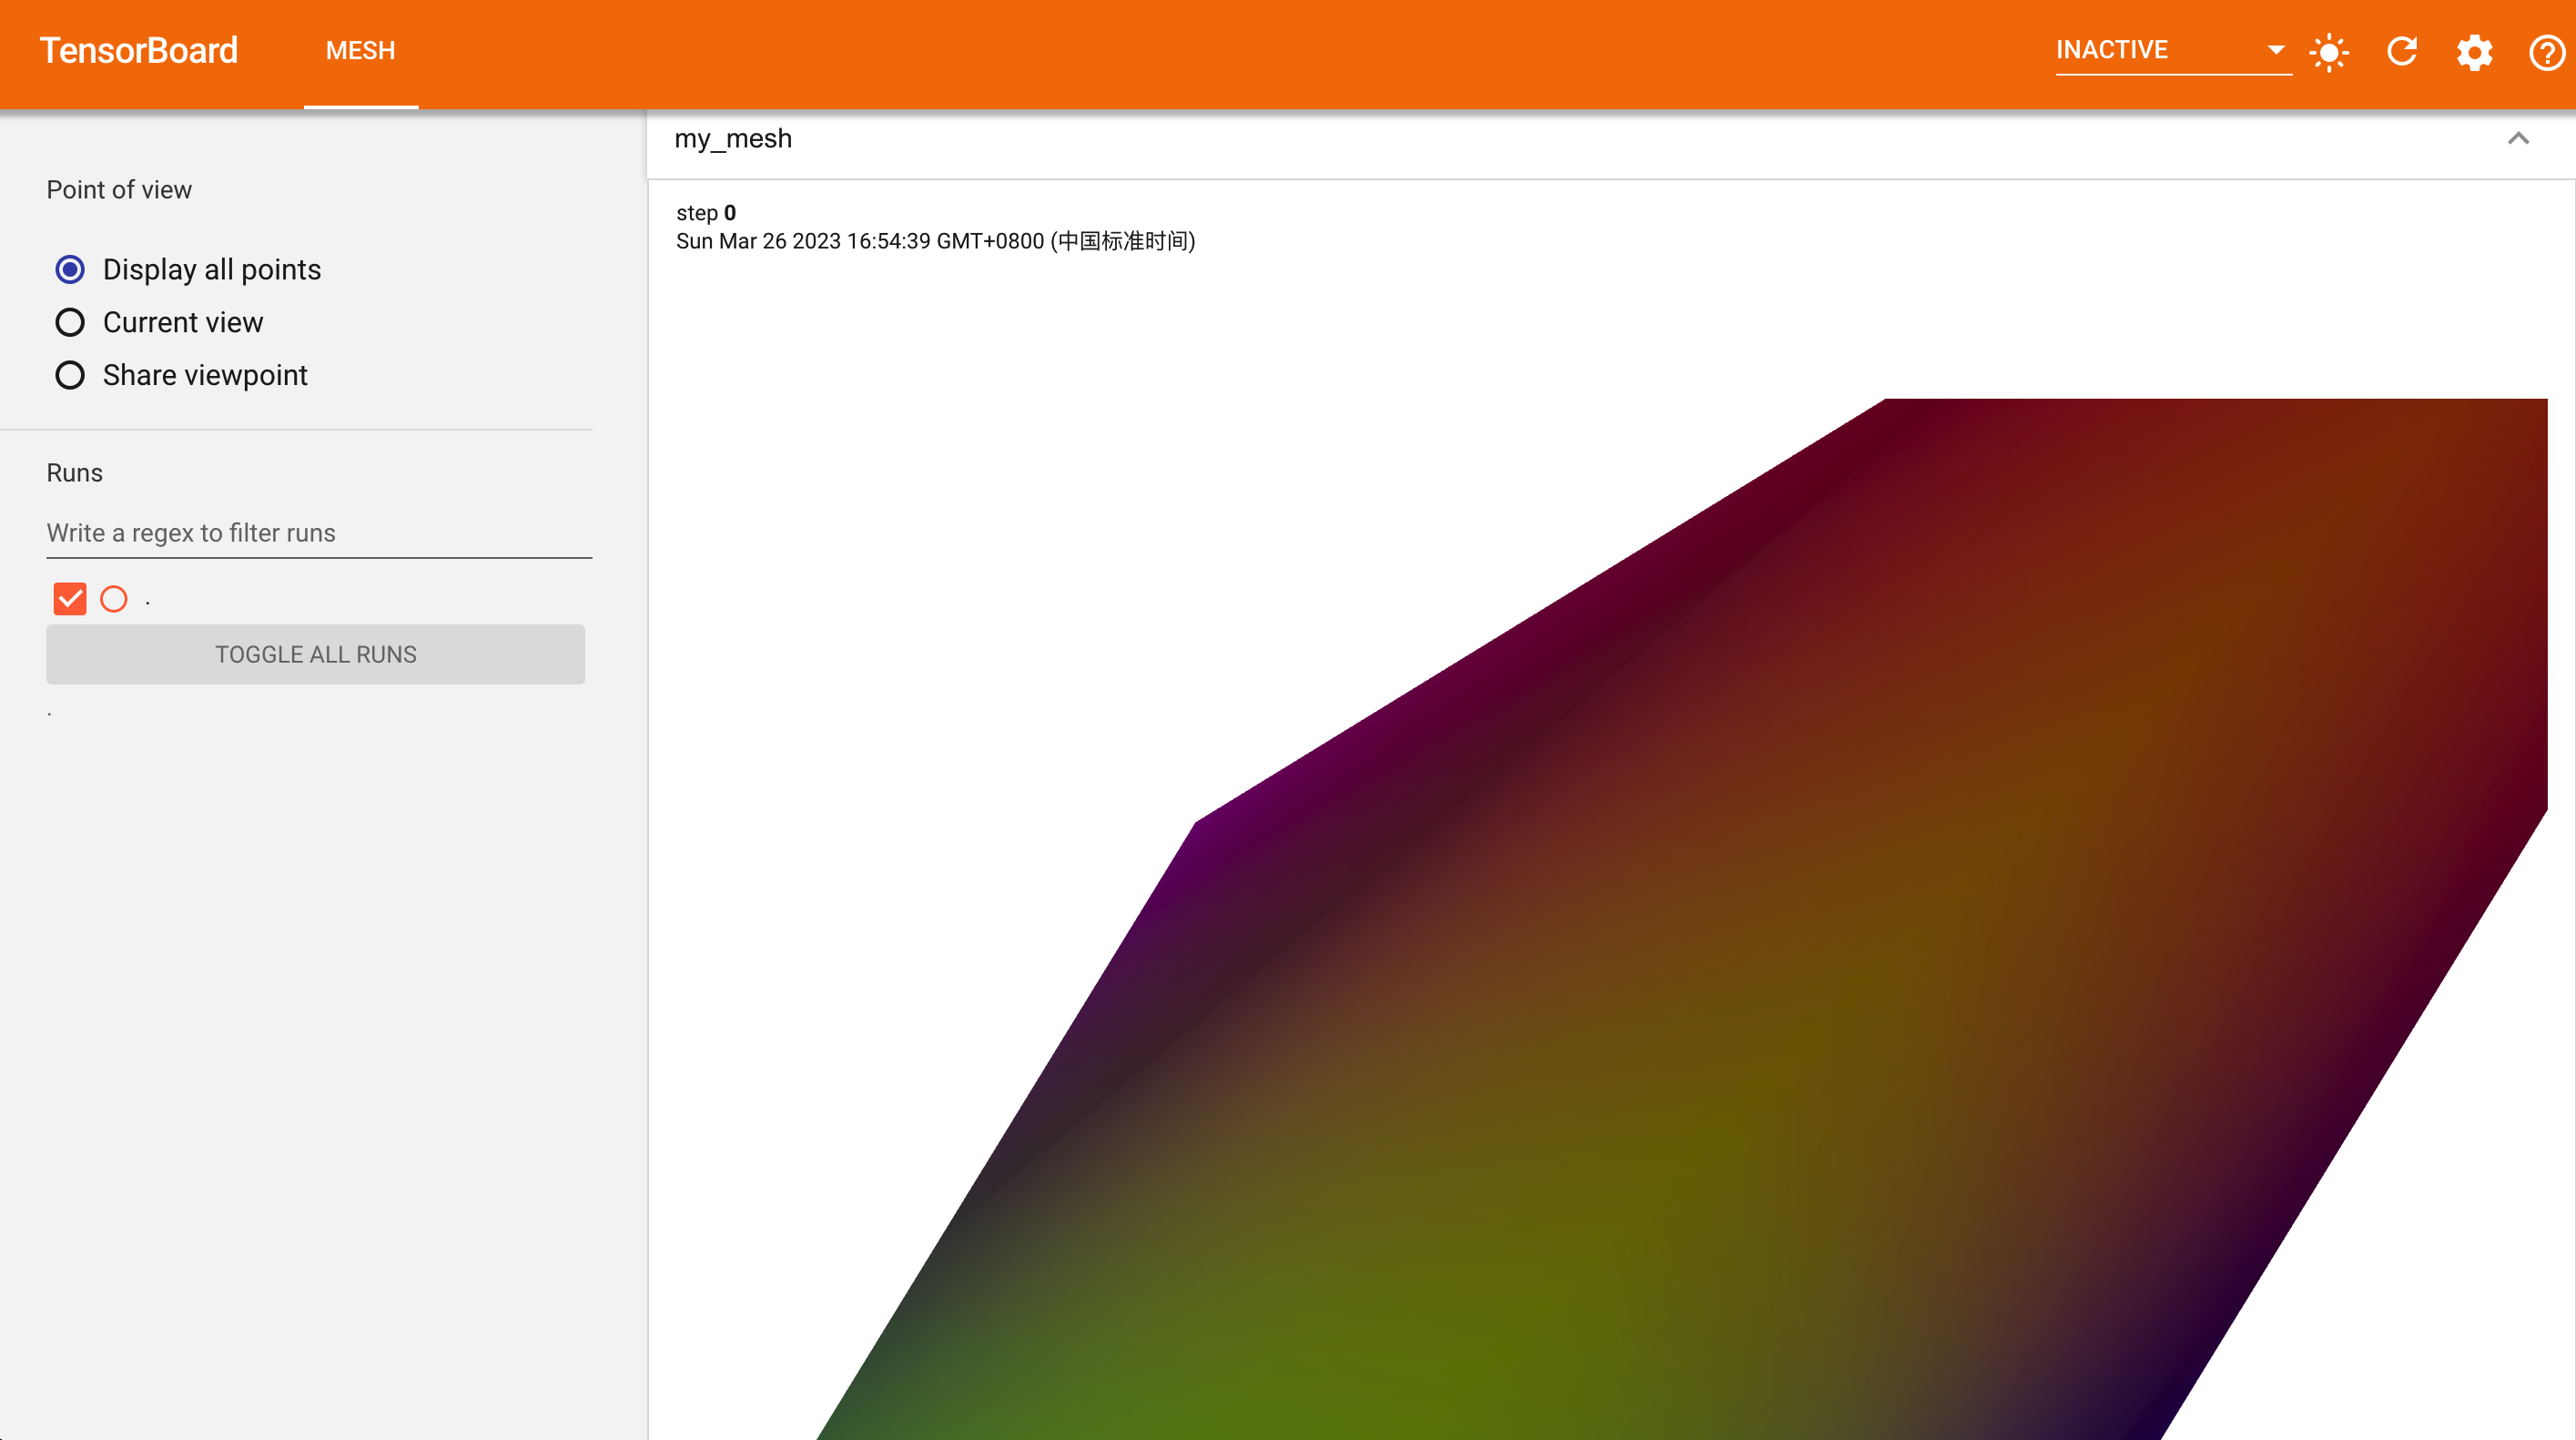 TensorBoard
MESH
INACTIVE
Point of view
Display all points
Current view
Share viewpoint
Runs
Write a regex to filter runs
.
TOGGLE ALL RUNS
.
my_mesh
step 0
Sun Mar 26 2023 16:54:39 GMT+0800 (中国标准时间)